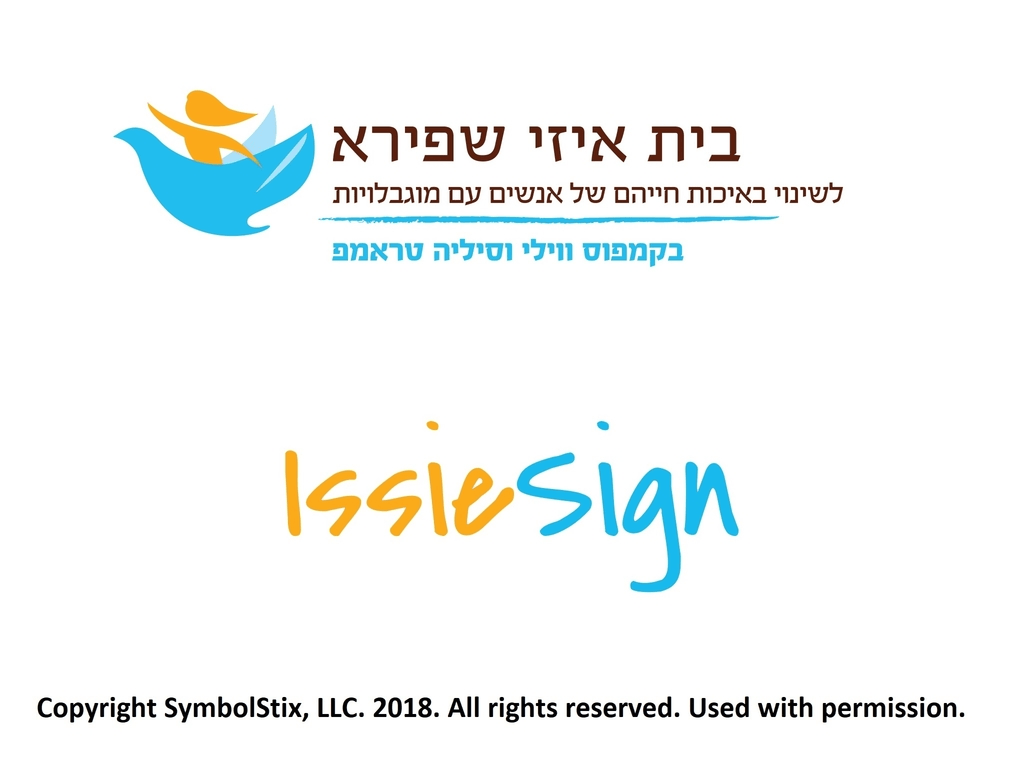 בית איזי שפירא
לשינוי באיכות חייהם של אנשים עם מוגבלויות
בקמפוס ווילי וסיליה טראמפ
IssieSign
Copyright SymbolStix, LLC. 2018. All rights reserved. Used with permission.